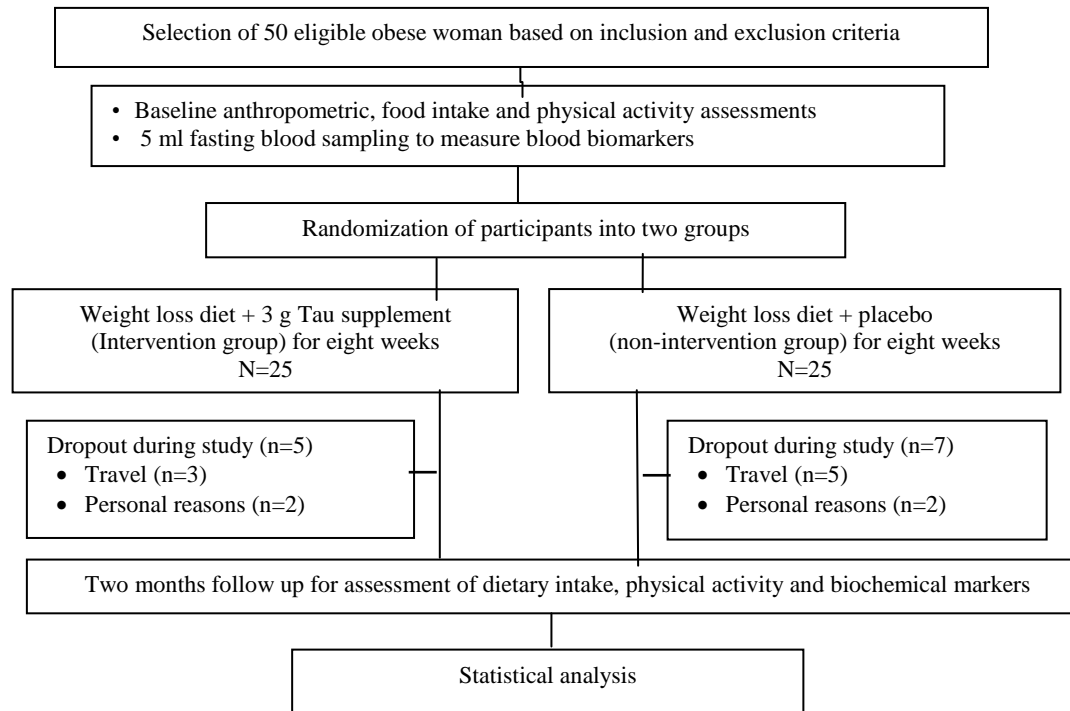 Selection of 50 eligible obese woman based on inclusion and exclusion criteria
• Baseline anthropometric, food intake and physical activity assessments
• 5 ml fasting blood sampling to measure blood biomarkers
Randomization of participants into two groups
Weight loss diet + 3 g Tau supplement
(Intervention group) for eight weeks
N=25
Weight loss diet + placebo
(non-intervention group) for eight weeks
N=25
Dropout during study (n=5)
• Travel (n=3)
• Personal reasons (n=2)
Dropout during study (n=7)
• Travel (n=5)
• Personal reasons (n=2)
Two months follow up for assessment of dietary intake, physical activity and biochemical markers
Statistical analysis